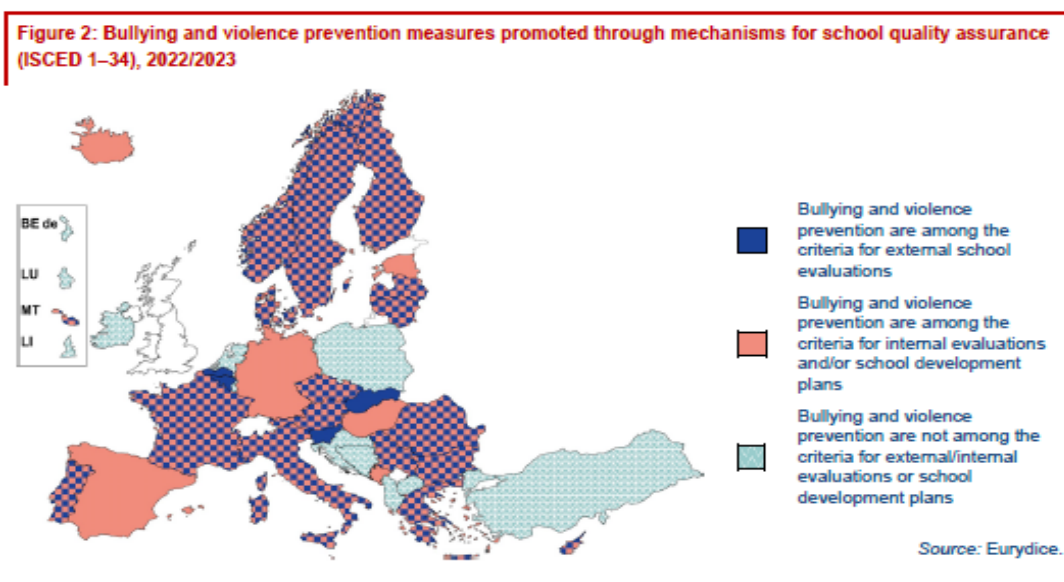 Figure 2: Bullying and violence prevention measures promoted through mechanisms for school quality assurance
(ISCED 1–34), 2022/2023
BE de
LU
MT
LI
Bullying and violence
prevention are among the
criteria for external school
evaluations
Bullying and violence
prevention are among the
criteria for internal evaluations
and/or school development
plans
Bullying and violence
prevention are not among the
criteria for external/internal
evaluations or school
development plans
Source: Eurydice.